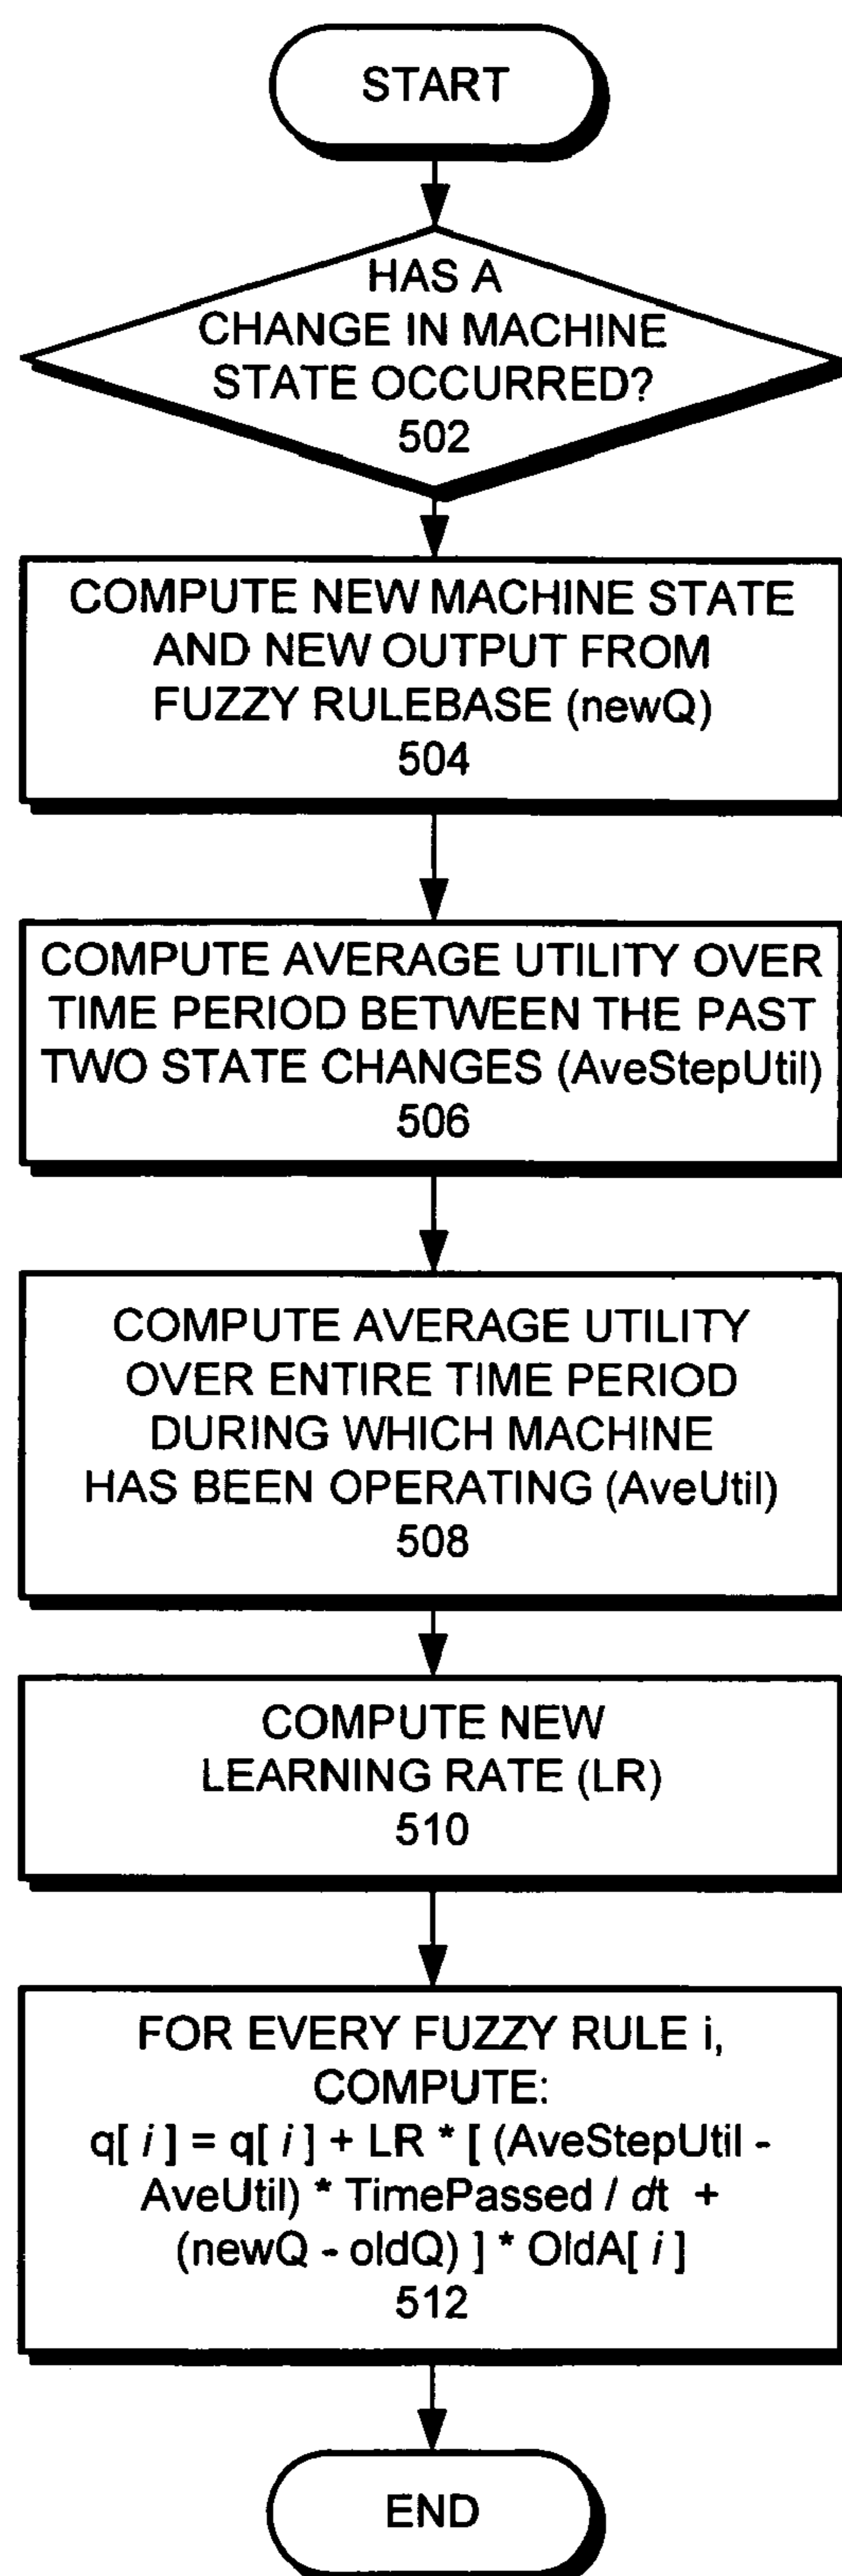 START
HAS A
CHANGE IN MACHINE
STATE OCCURRED?
502
COMPUTE NEW MACHINE STATE
AND NEW OUTPUT FROM
FUZZY RULEBASE (newQ)
504
COMPUTE AVERAGE UTILITY OVER
TIME PERIOD BETWEEN THE PAST
TWO STATE CHANGES (AveStepUtil)
506
COMPUTE AVERAGE UTILITY
OVER ENTIRE TIME PERIOD
DURING WHICH MACHINE
HAS BEEN OPERATING (AveUtil)
508
COMPUTE NEW
LEARNING RATE (LR)
510
FOR EVERY FUZZY RULE i,
COMPUTE:
q[ i ] = q[ i ] + LR * [ (AveStepUtil -
AveUtil) * TimePassed / dt +
(newQ - oldQ) ] * OldA[ i ]
512
END